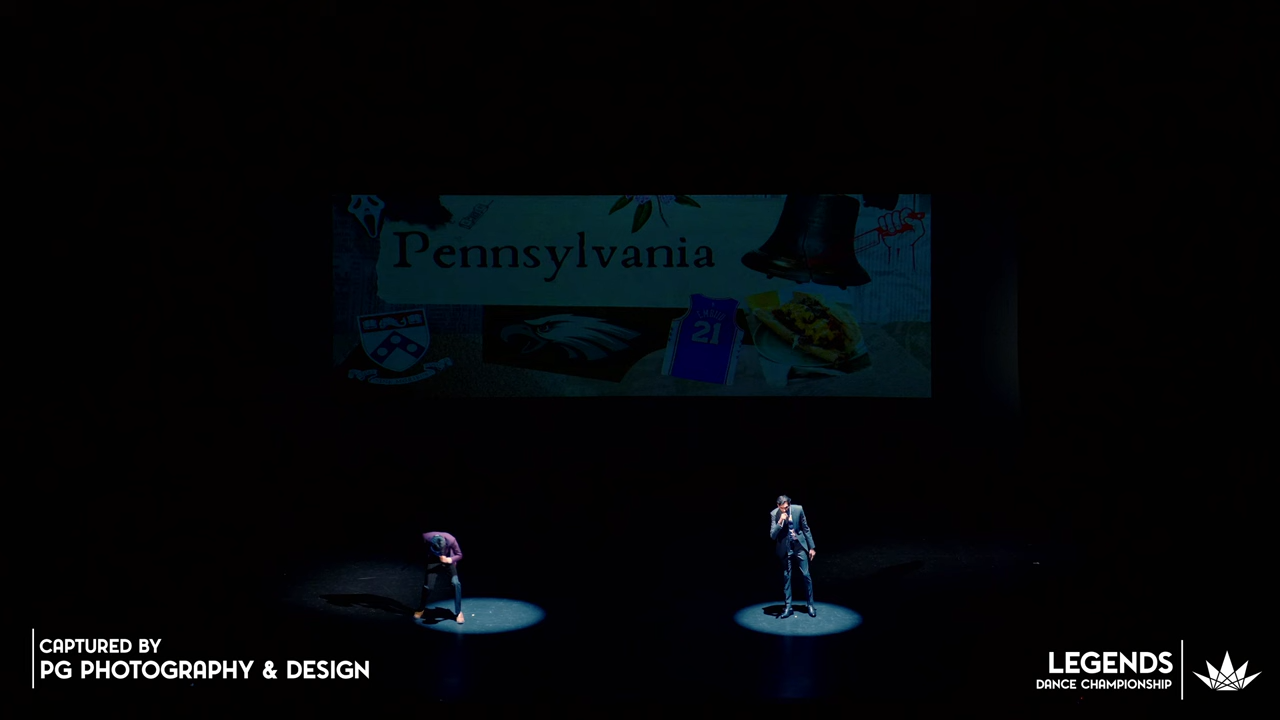 Pennsylvania
21
CAPTURED BY
PG PHOTOGRAPHY & DESIGN
LEGENDS
DANCE CHAMPIONSHIP